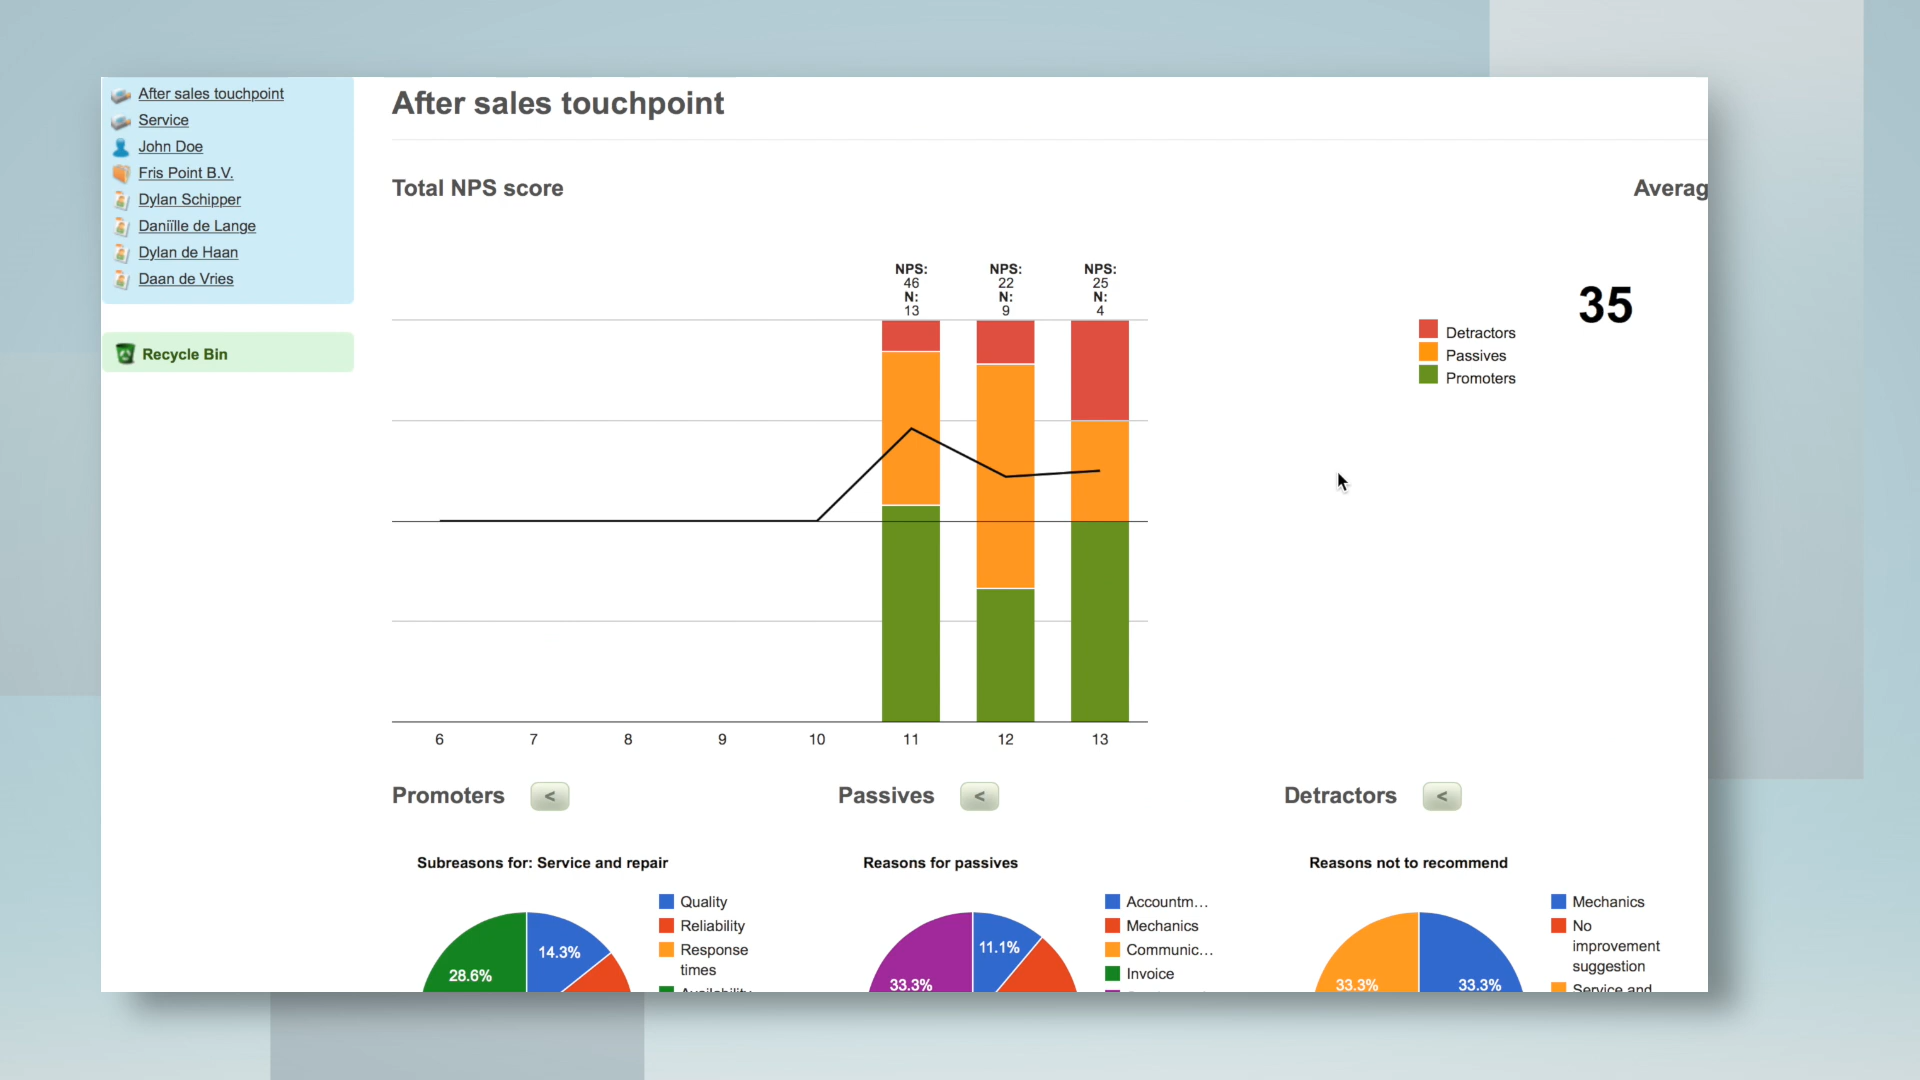 After sales touchpoint
Service
John Doe
Fris Point B.V.
Dylan Schipper
Daniïlle de Lange
Dylan de Haan
Daan de Vries
Recycle Bin
After sales touchpoint
Total NPS score
Averag
NPS:
46
N:
13
NPS:
22
N:
9
NPS:
25
N:
4
35
Detractors
Passives
Promoters
6 7 8 9 10 11 12 13
Promoters <
Passives <
Detractors <
Subreasons for: Service and repair
28.6%
14.3%
Quality
Reliability
Response
times
Availability
Reasons for passives
33.3%
11.1%
Accountm...
Mechanics
Communic...
Invoice
Reasons not to recommend
33.3%
33.3%
Mechanics
No
improvement
suggestion
Service and